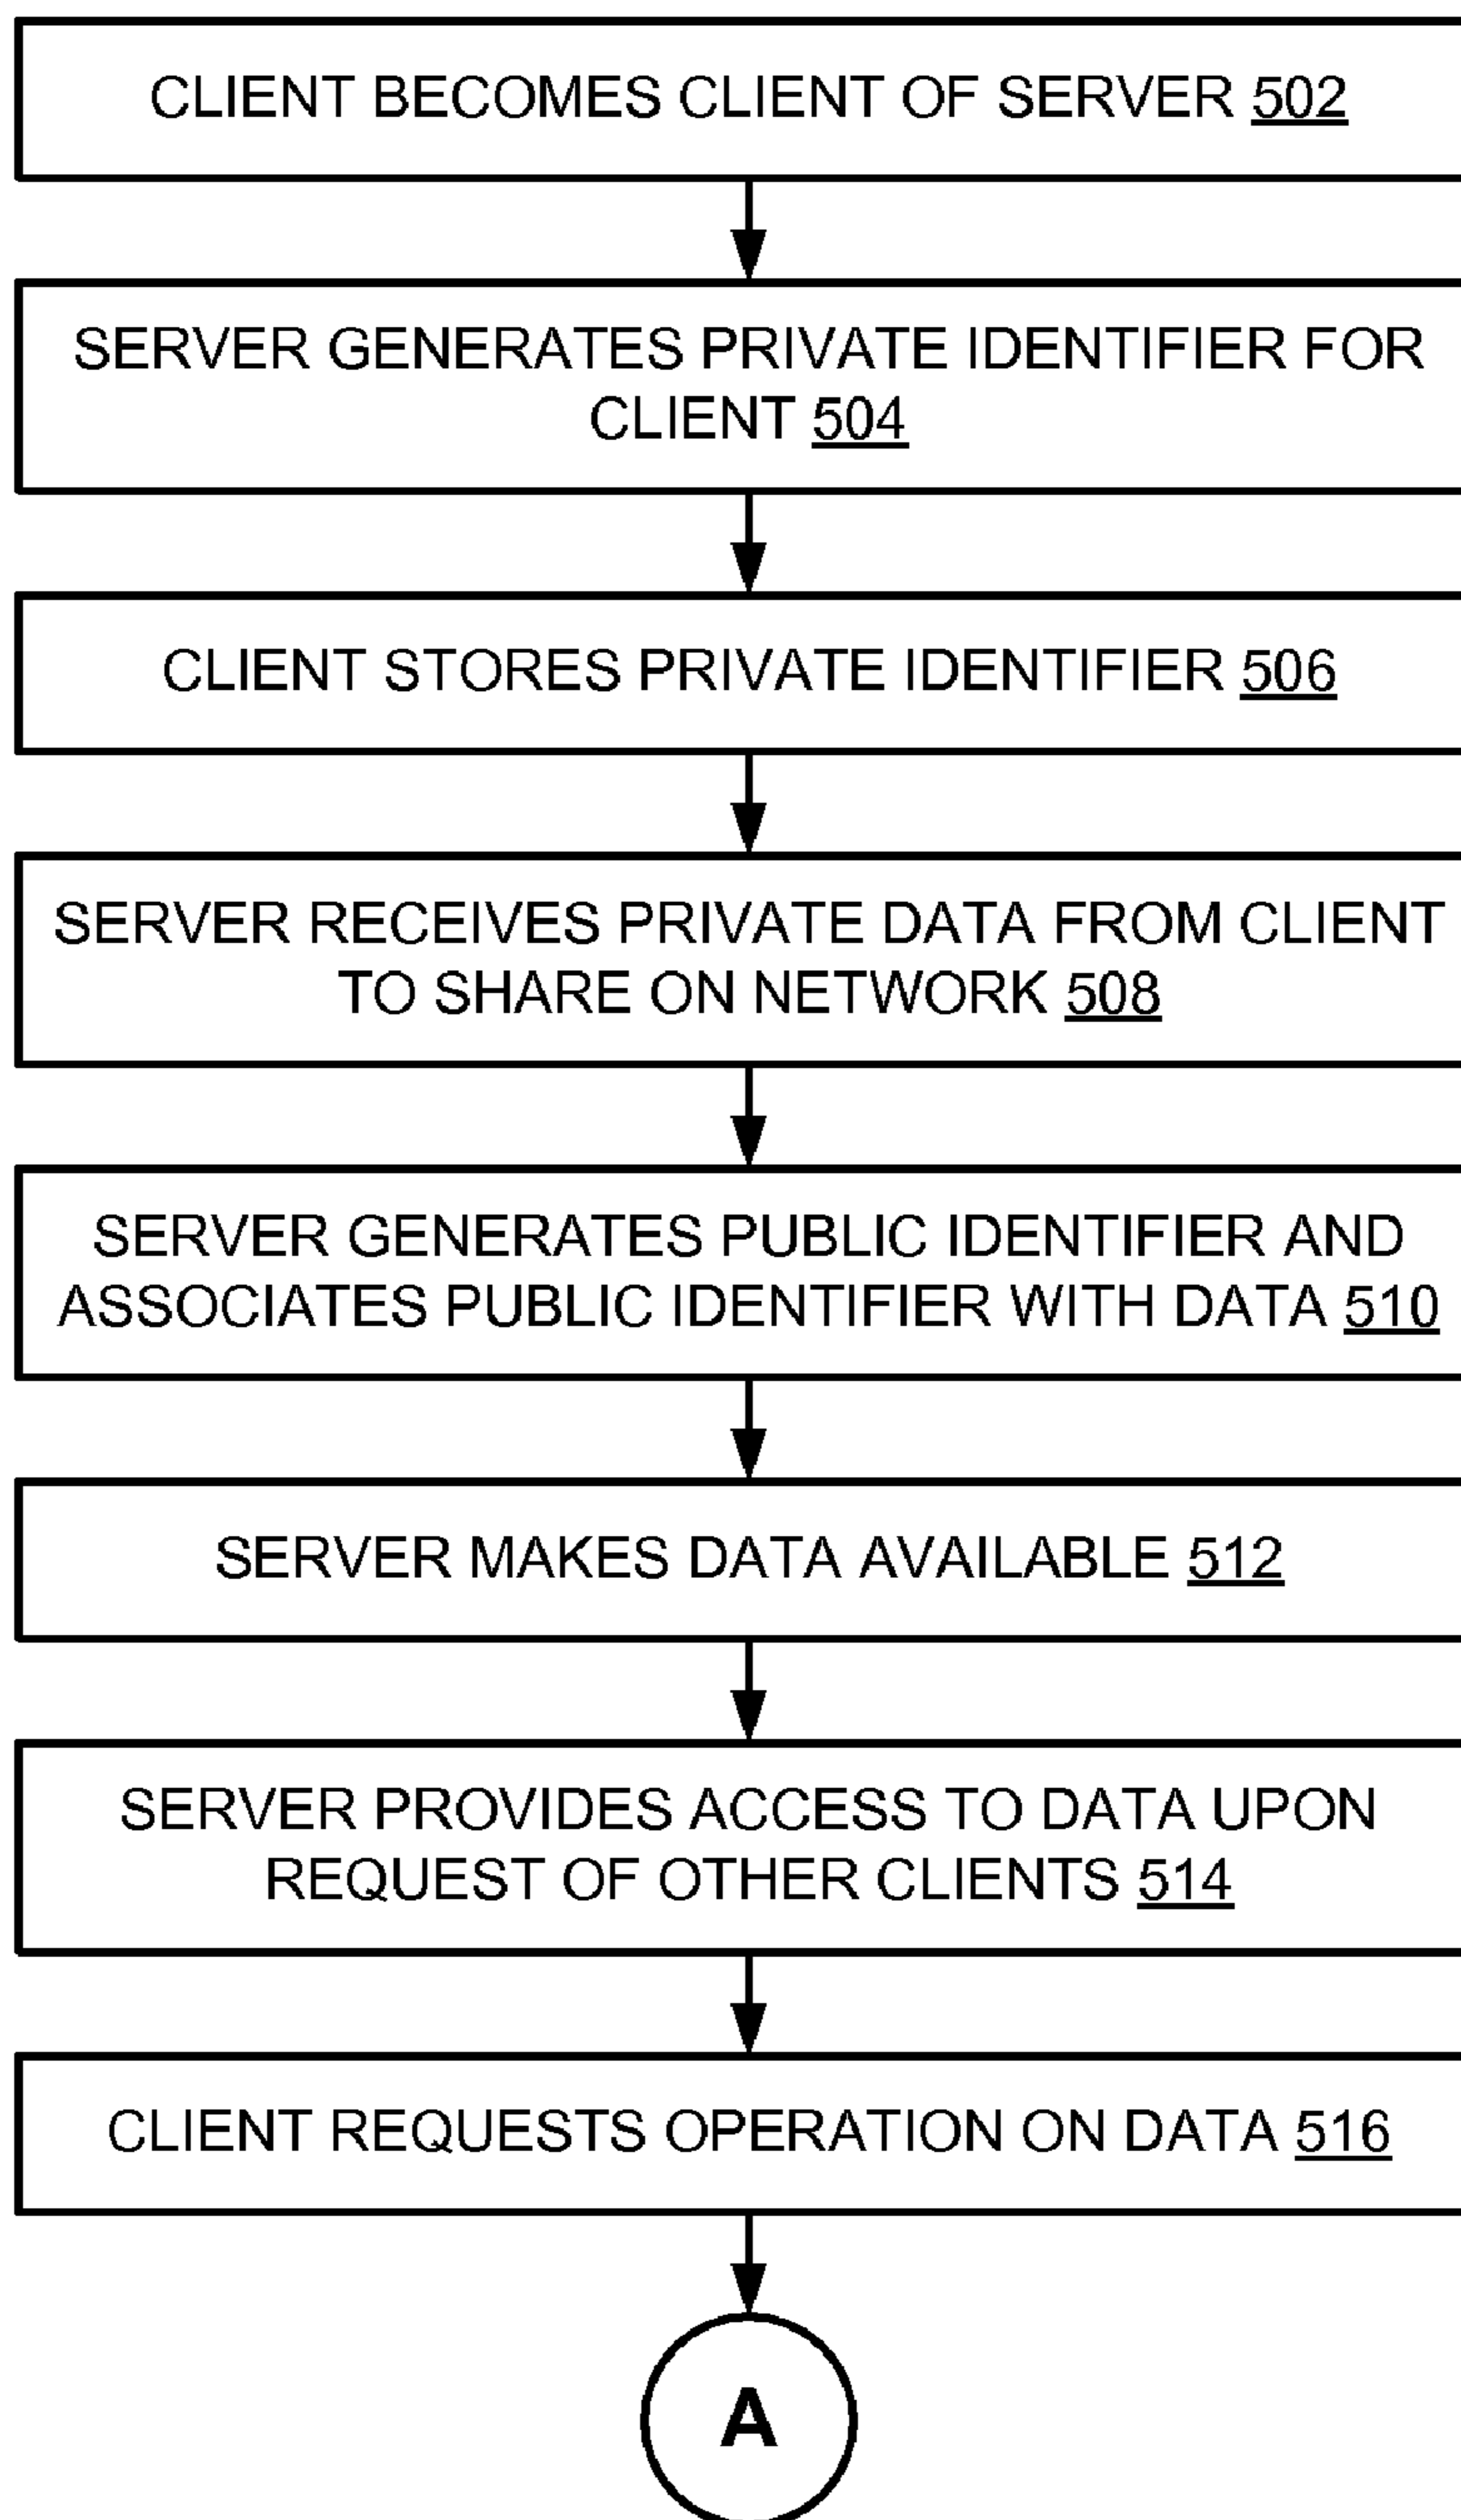 CLIENT BECOMES CLIENT OF SERVER 502
SERVER GENERATES PRIVATE IDENTIFIER FOR
CLIENT 504
CLIENT STORES PRIVATE IDENTIFIER 506
SERVER RECEIVES PRIVATE DATA FROM CLIENT
TO SHARE ON NETWORK 508
SERVER GENERATES PUBLIC IDENTIFIER AND
ASSOCIATES PUBLIC IDENTIFIER WITH DATA 510
SERVER MAKES DATA AVAILABLE 512
SERVER PROVIDES ACCESS TO DATA UPON
REQUEST OF OTHER CLIENTS 514
CLIENT REQUESTS OPERATION ON DATA 516
A